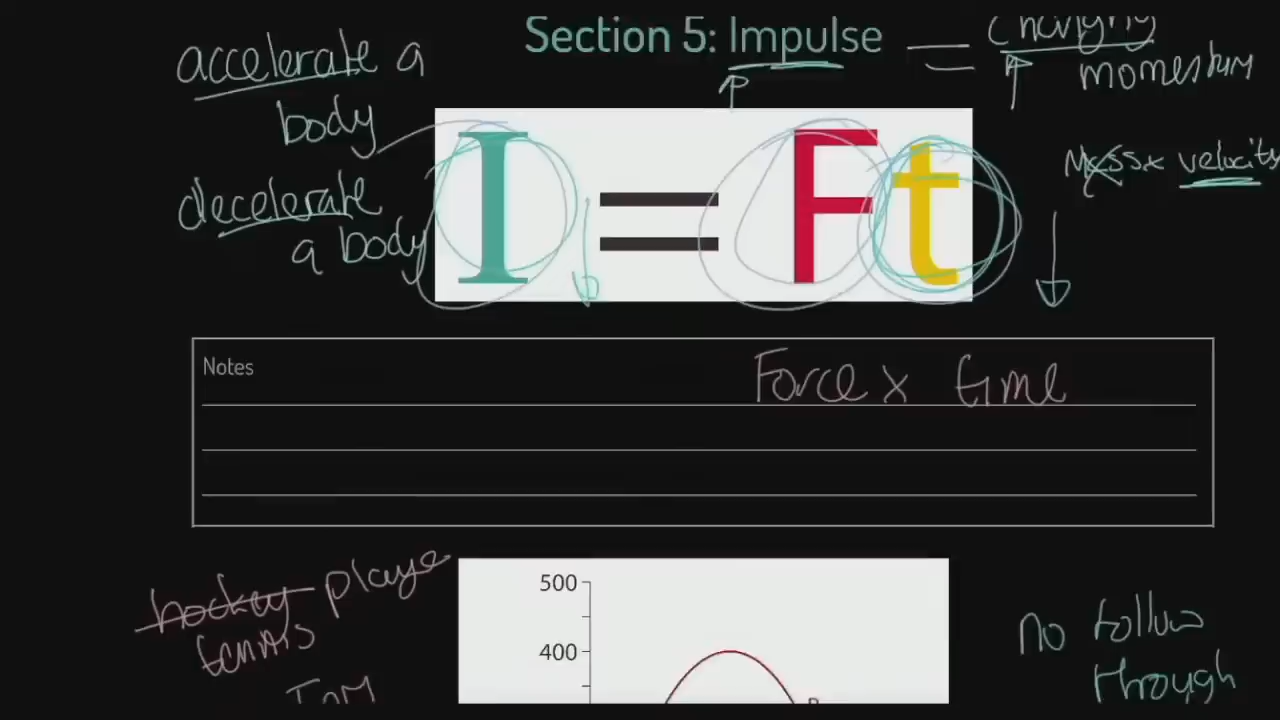 Section 5: Impulse
= changing
momentum
accelerate a
body
decelerate
a body
I = Ft
Mass x velocity
Notes
Force x time
hockey player
tennis
500
400
no follow
through